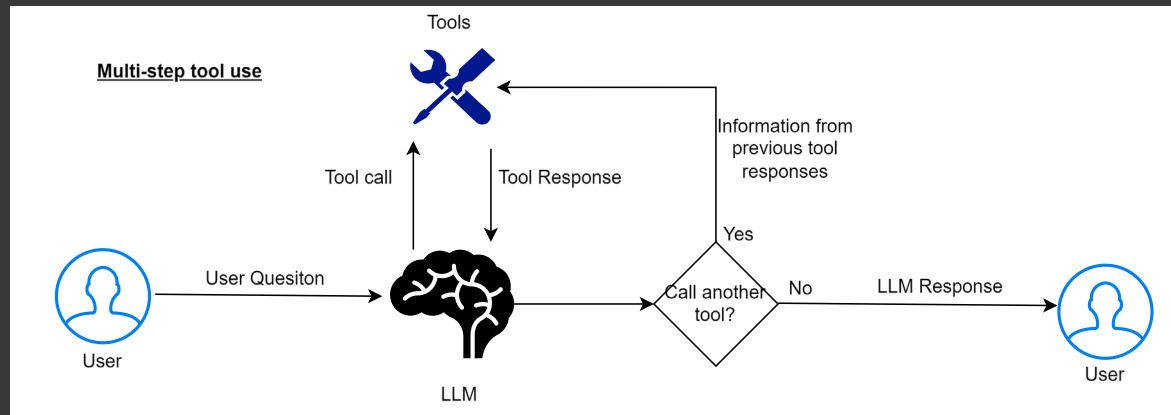 Tools
Multi-step tool use
Information from
previous tool
responses
Tool call
Tool Response
Yes
User Quesiton
Call another
tool?
No
LLM Response
User
LLM
User